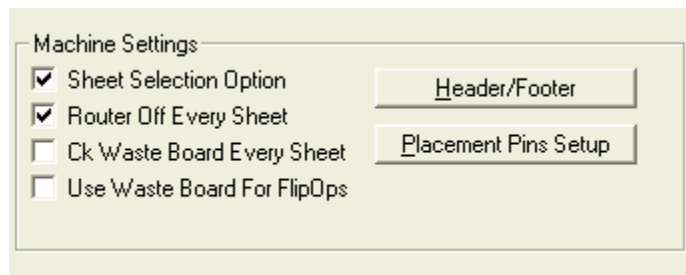 Machine Settings
Sheet Selection Option
Header/Footer
Router Off Every Sheet
Ck Waste Board Every Sheet
Placement Pins Setup
Use Waste Board For FlipOps